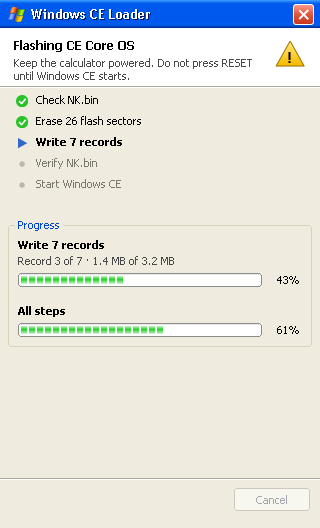 Windows CE Loader
Flashing CE Core OS
Keep the calculator powered. Do not press RESET
until Windows CE starts.
Check NK.bin
Erase 26 flash sectors
Write 7 records
Verify NK.bin
Start Windows CE
Progress
Write 7 records
Record 3 of 7 · 1.4 MB of 3.2 MB
43%
All steps
61%
Cancel